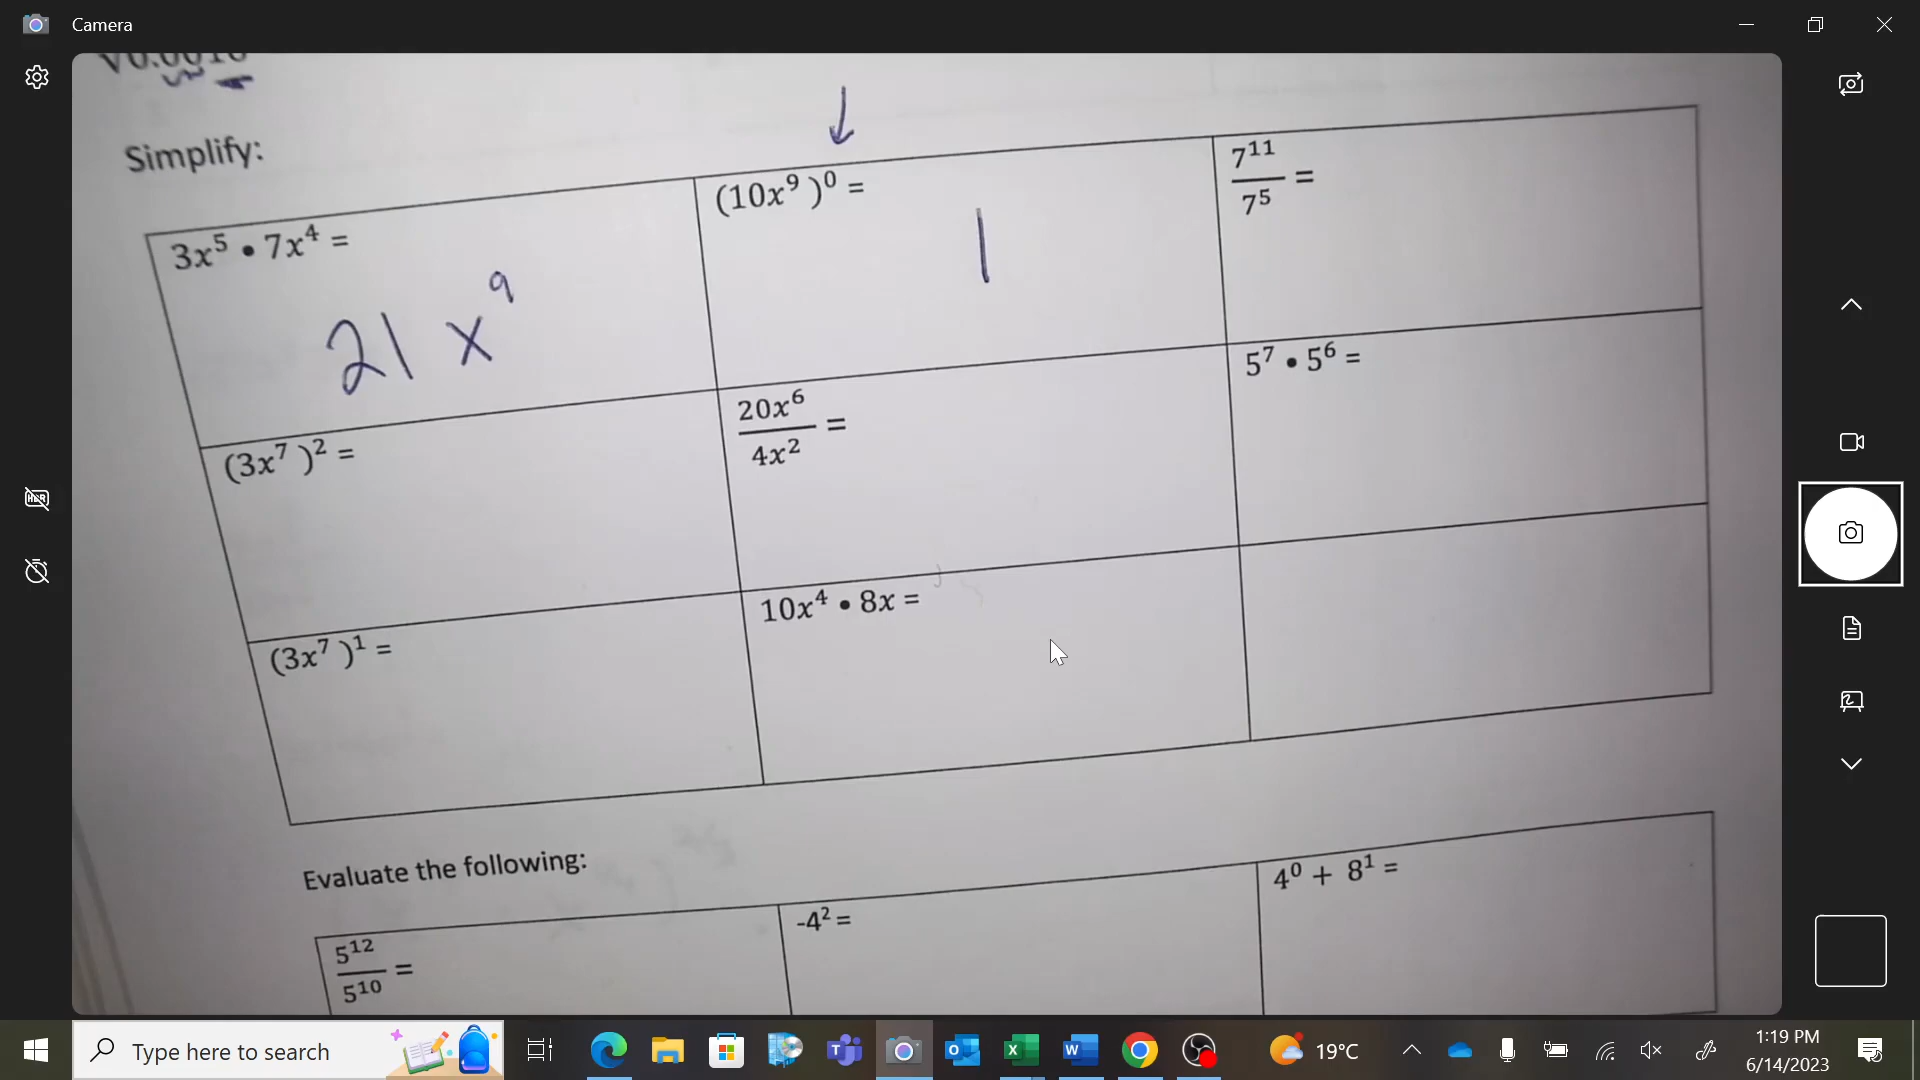 Camera
Simplify:
3x⁵ • 7x⁴ =
21 x⁹
(10x⁹ )⁰ =
1
7¹¹
7⁵
=
(3x⁷ )² =
20x⁶
4x²
=
5⁷ • 5⁶ =
(3x⁷ )¹ =
10x⁴ • 8x =
Evaluate the following:
5¹²
5¹⁰
=
-4² =
4⁰ + 8¹ =
Type here to search
19°C
1:19 PM
6/14/2023